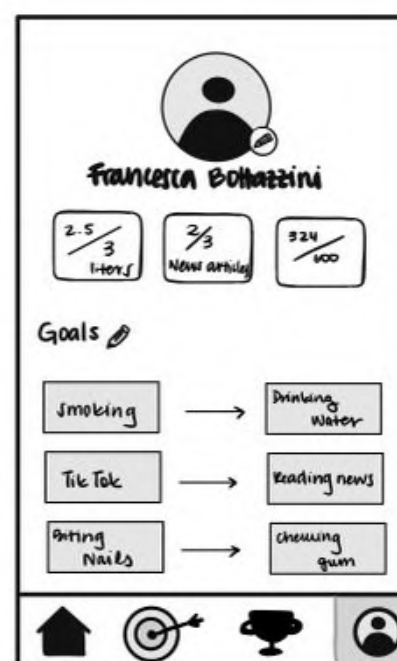 Francesca Bottazzini
2.5/3 liters
2/3 News articles
324/600
Goals
Smoking
Drinking Water
Tik Tok
Reading news
Biting Nails
Chewing gum